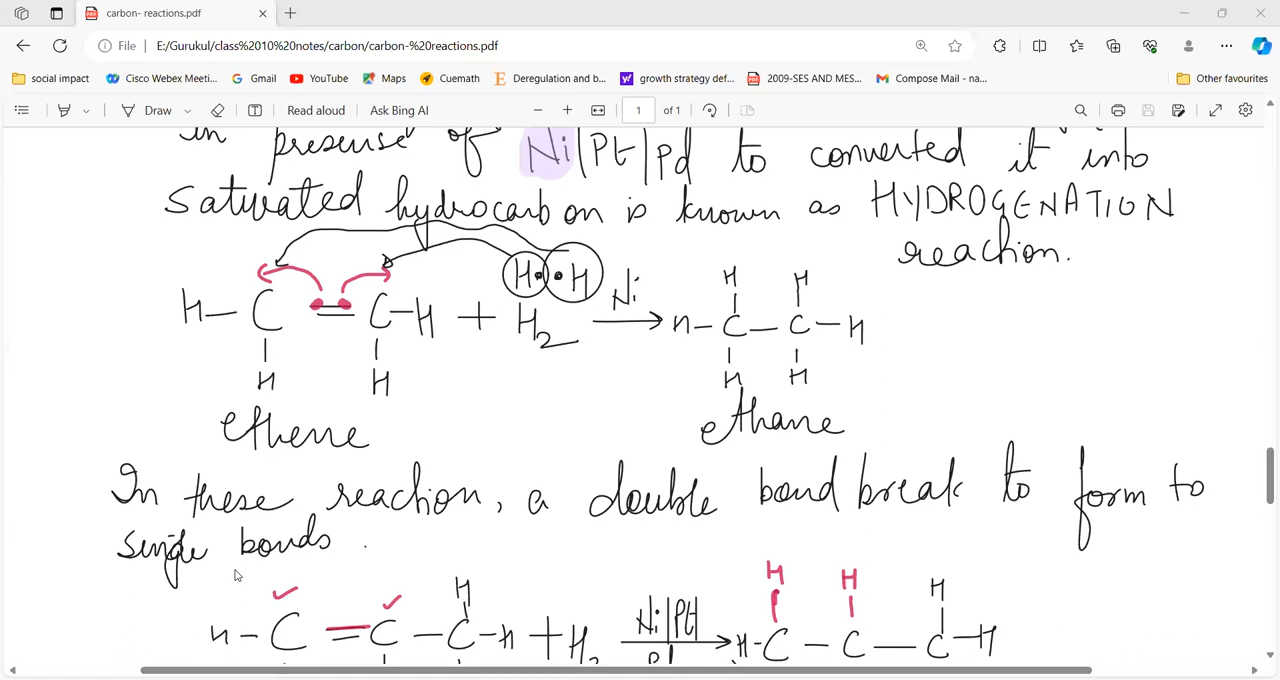 carbon- reactions.pdf
File | E:/Gurukul/class%2010%20notes/carbon/carbon-%20reactions.pdf
social impact Cisco Webex Meeti... Gmail YouTube Maps Cuemath Deregulation and b... growth strategy def... 2009-SES AND MES... Compose Mail - na... Other favourites
Draw Read aloud Ask Bing AI 1 of 1
in presense of Ni|Pt|Pd to converted it into
saturated hydrocarbon is known as HYDROGENATION
reaction.
H • • H
H H
H – C = C – H + H2 Ni → H – C – C – H
H H H H
ethene ethane
In these reaction, a double bond break to form to
single bonds.
H H H H
H – C = C – C – H + H2 Ni|Pt → H – C – C – C – H
Pd